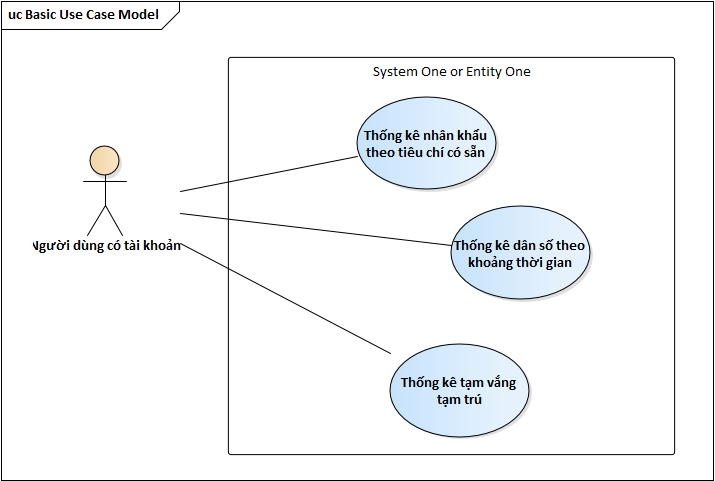 uc Basic Use Case Model
System One or Entity One
Thống kê nhân khẩu
theo tiêu chí có sẵn
Người dùng có tài khoản
Thống kê dân số theo
khoảng thời gian
Thống kê tạm vắng
tạm trú